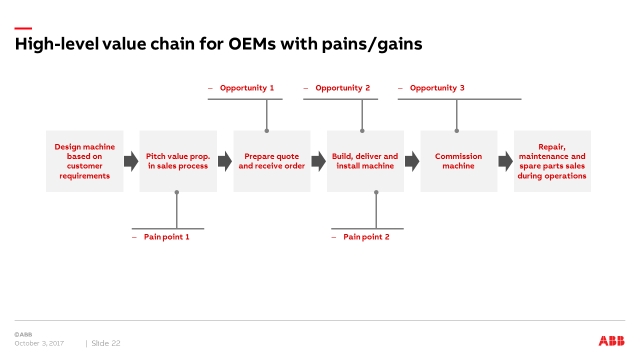 High-level value chain for OEMs with pains/gains
– Opportunity 1
– Opportunity 2
– Opportunity 3
Design machine
based on
customer
requirements
Pitch value prop.
in sales process
Prepare quote
and receive order
Build, deliver and
install machine
Commission
machine
Repair,
maintenance and
spare parts sales
during operations
– Pain point 1
– Pain point 2
©ABB
October 3, 2017
| Slide 22
ABB